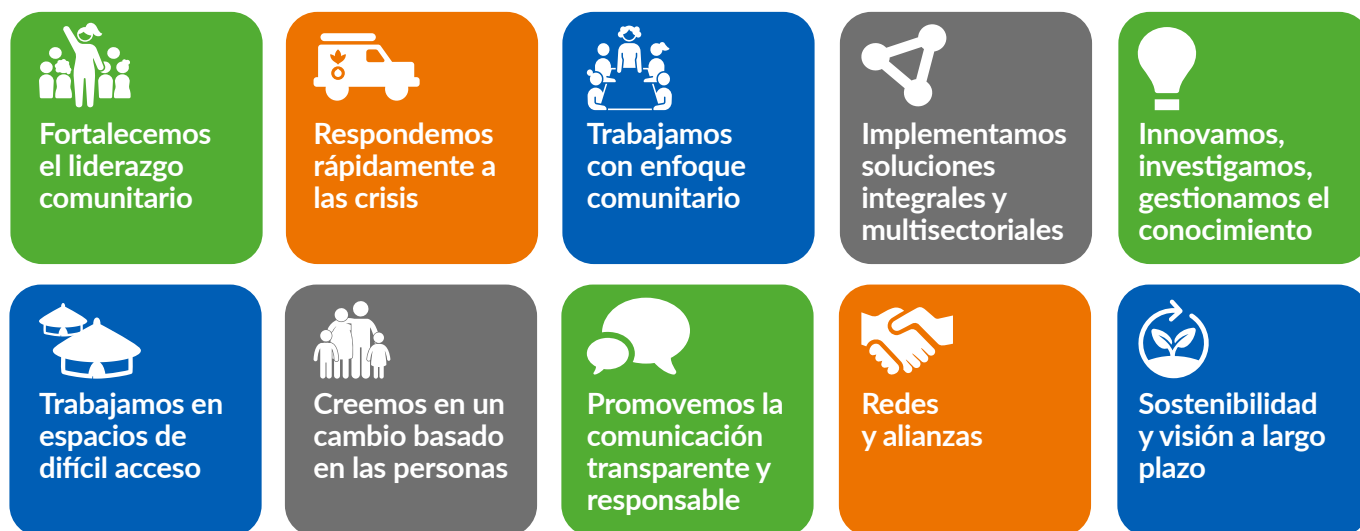 Fortalecemos
el liderazgo
comunitario
Respondemos
rápidamente a
las crisis
Trabajamos
con enfoque
comunitario
Implementamos
soluciones
integrales y
multisectoriales
Innovamos,
investigamos,
gestionamos el
conocimiento
Trabajamos en
espacios de
difícil acceso
Creemos en un
cambio basado
en las personas
Promovemos la
comunicación
transparente y
responsable
Redes
y alianzas
Sostenibilidad
y visión a largo
plazo